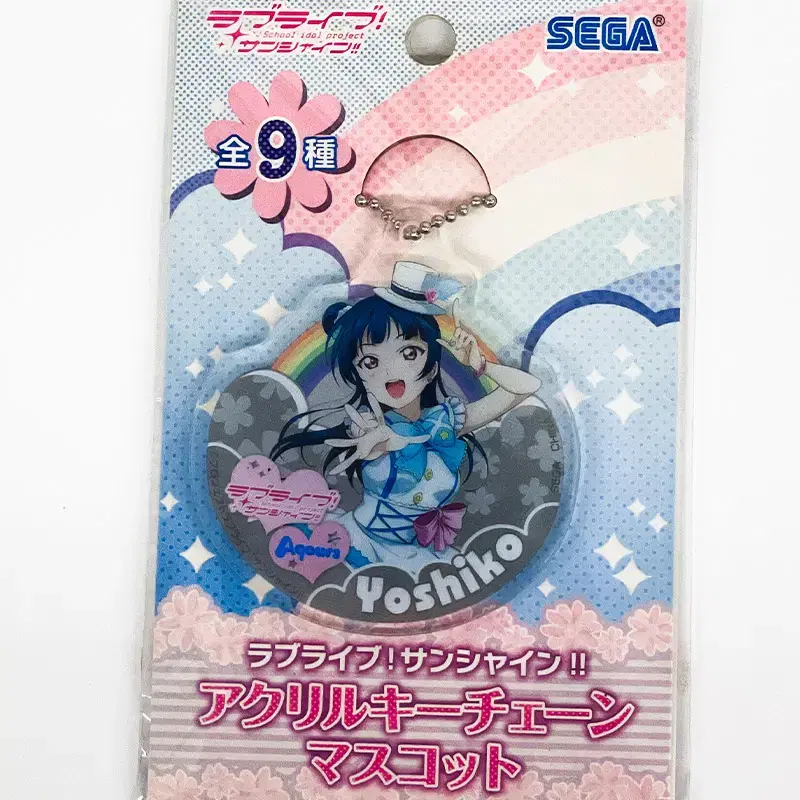 ラブライブ!
School idol project
サンシャイン!!
SEGA®
全9種
ラブライブ!
サンシャイン!!
Aqours
Yoshiko
ラブライブ!サンシャイン!!
アクリルキーチェーン
マスコット